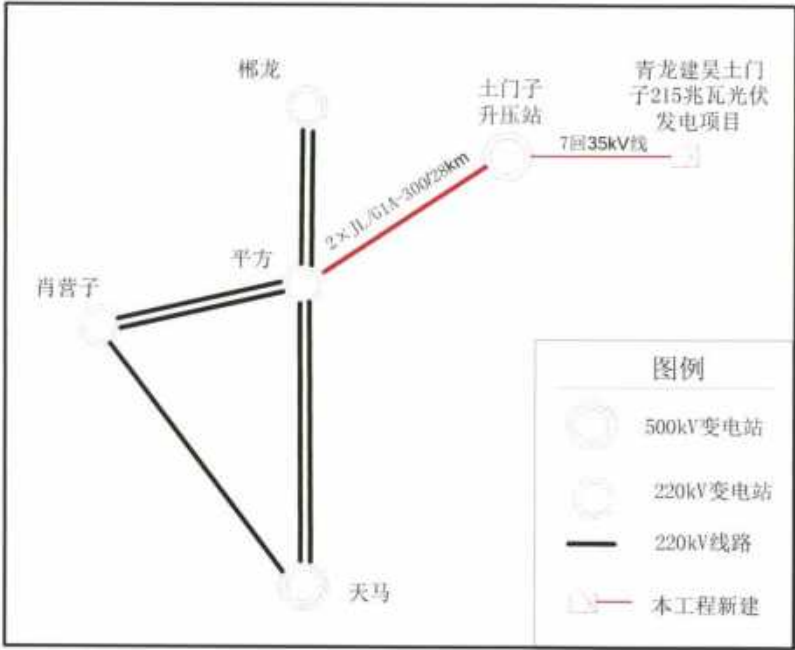 郴龙
土门子
升压站
青龙建昊土门
子215兆瓦光伏
发电项目
7回35kV线
2×JL/G1A-300/28km
平方
肖营子
天马
图例
500kV变电站
220kV变电站
220kV线路
本工程新建